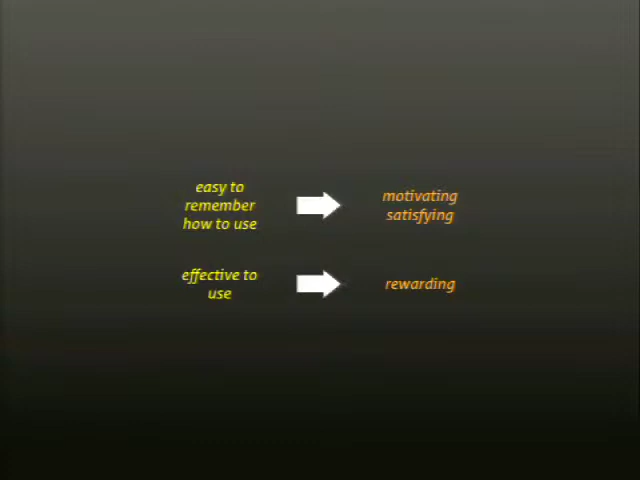 easy to
remember
how to use
motivating
satisfying
effective to
use
rewarding